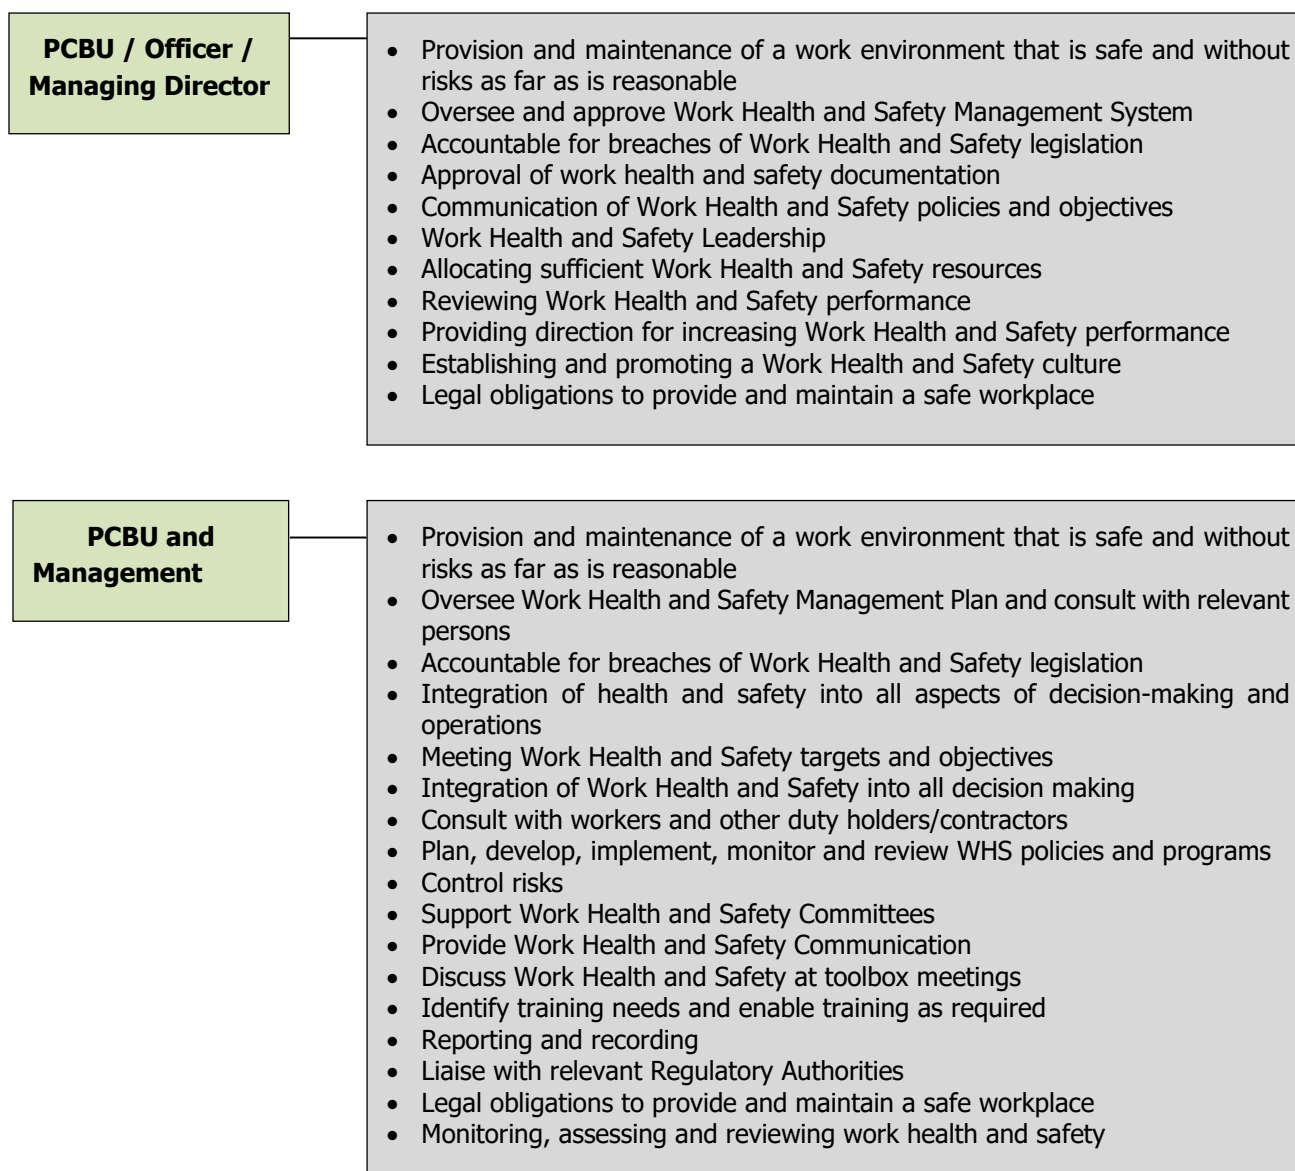 PCBU / Officer /
Managing Director
• Provision and maintenance of a work environment that is safe and without
risks as far as is reasonable
• Oversee and approve Work Health and Safety Management System
• Accountable for breaches of Work Health and Safety legislation
• Approval of work health and safety documentation
• Communication of Work Health and Safety policies and objectives
• Work Health and Safety Leadership
• Allocating sufficient Work Health and Safety resources
• Reviewing Work Health and Safety performance
• Providing direction for increasing Work Health and Safety performance
• Establishing and promoting a Work Health and Safety culture
• Legal obligations to provide and maintain a safe workplace
PCBU and
Management
• Provision and maintenance of a work environment that is safe and without
risks as far as is reasonable
• Oversee Work Health and Safety Management Plan and consult with relevant
persons
• Accountable for breaches of Work Health and Safety legislation
• Integration of health and safety into all aspects of decision-making and
operations
• Meeting Work Health and Safety targets and objectives
• Integration of Work Health and Safety into all decision making
• Consult with workers and other duty holders/contractors
• Plan, develop, implement, monitor and review WHS policies and programs
• Control risks
• Support Work Health and Safety Committees
• Provide Work Health and Safety Communication
• Discuss Work Health and Safety at toolbox meetings
• Identify training needs and enable training as required
• Reporting and recording
• Liaise with relevant Regulatory Authorities
• Legal obligations to provide and maintain a safe workplace
• Monitoring, assessing and reviewing work health and safety